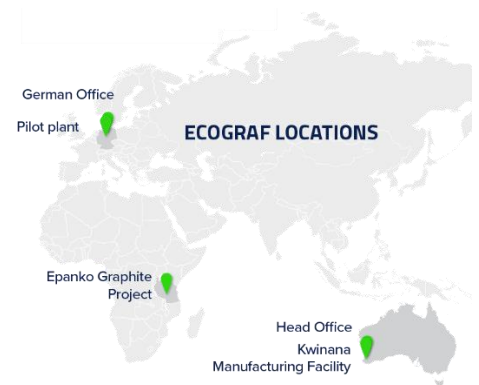 German Office
Pilot plant
ECOGRAF LOCATIONS
Epanko Graphite
Project
Head Office
Kwinana
Manufacturing Facility